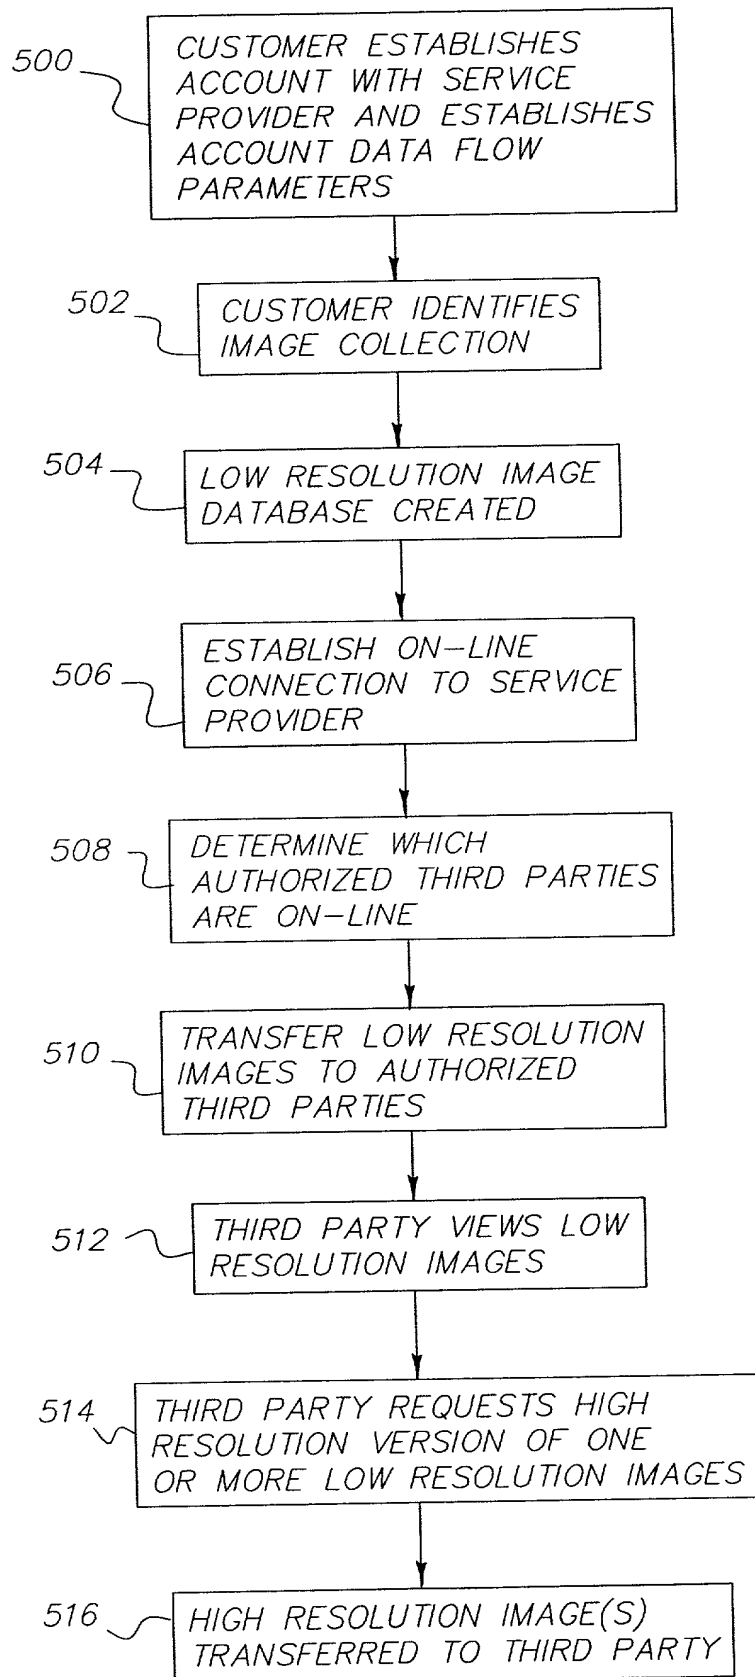 500
CUSTOMER ESTABLISHES
ACCOUNT WITH SERVICE
PROVIDER AND ESTABLISHES
ACCOUNT DATA FLOW
PARAMETERS
502
CUSTOMER IDENTIFIES
IMAGE COLLECTION
504
LOW RESOLUTION IMAGE
DATABASE CREATED
506
ESTABLISH ON-LINE
CONNECTION TO SERVICE
PROVIDER
508
DETERMINE WHICH
AUTHORIZED THIRD PARTIES
ARE ON-LINE
510
TRANSFER LOW RESOLUTION
IMAGES TO AUTHORIZED
THIRD PARTIES
512
THIRD PARTY VIEWS LOW
RESOLUTION IMAGES
514
THIRD PARTY REQUESTS HIGH
RESOLUTION VERSION OF ONE
OR MORE LOW RESOLUTION IMAGES
516
HIGH RESOLUTION IMAGE(S)
TRANSFERRED TO THIRD PARTY